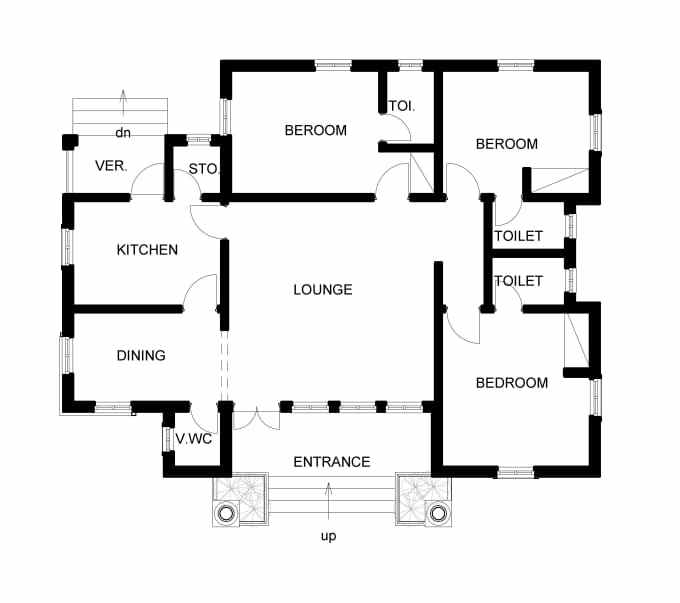 TOI.
BEROOM
dn
BEROOM
VER.
STO.
TOILET
KITCHEN
TOILET
LOUNGE
DINING
BEDROOM
V.WC
ENTRANCE
up